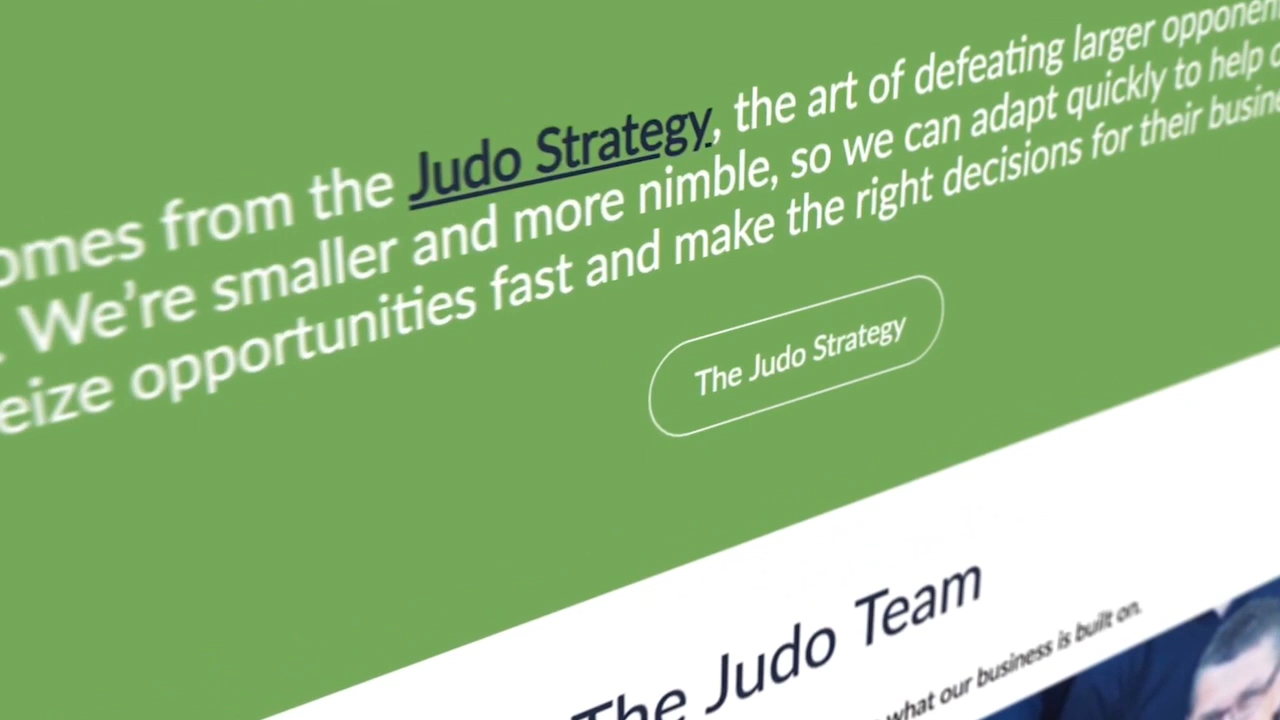 omes from the Judo Strategy, the art of defeating larger opponen
. We’re smaller and more nimble, so we can adapt quickly to help
eize opportunities fast and make the right decisions for their busin
The Judo Strategy
The Judo Team
what our business is built on.